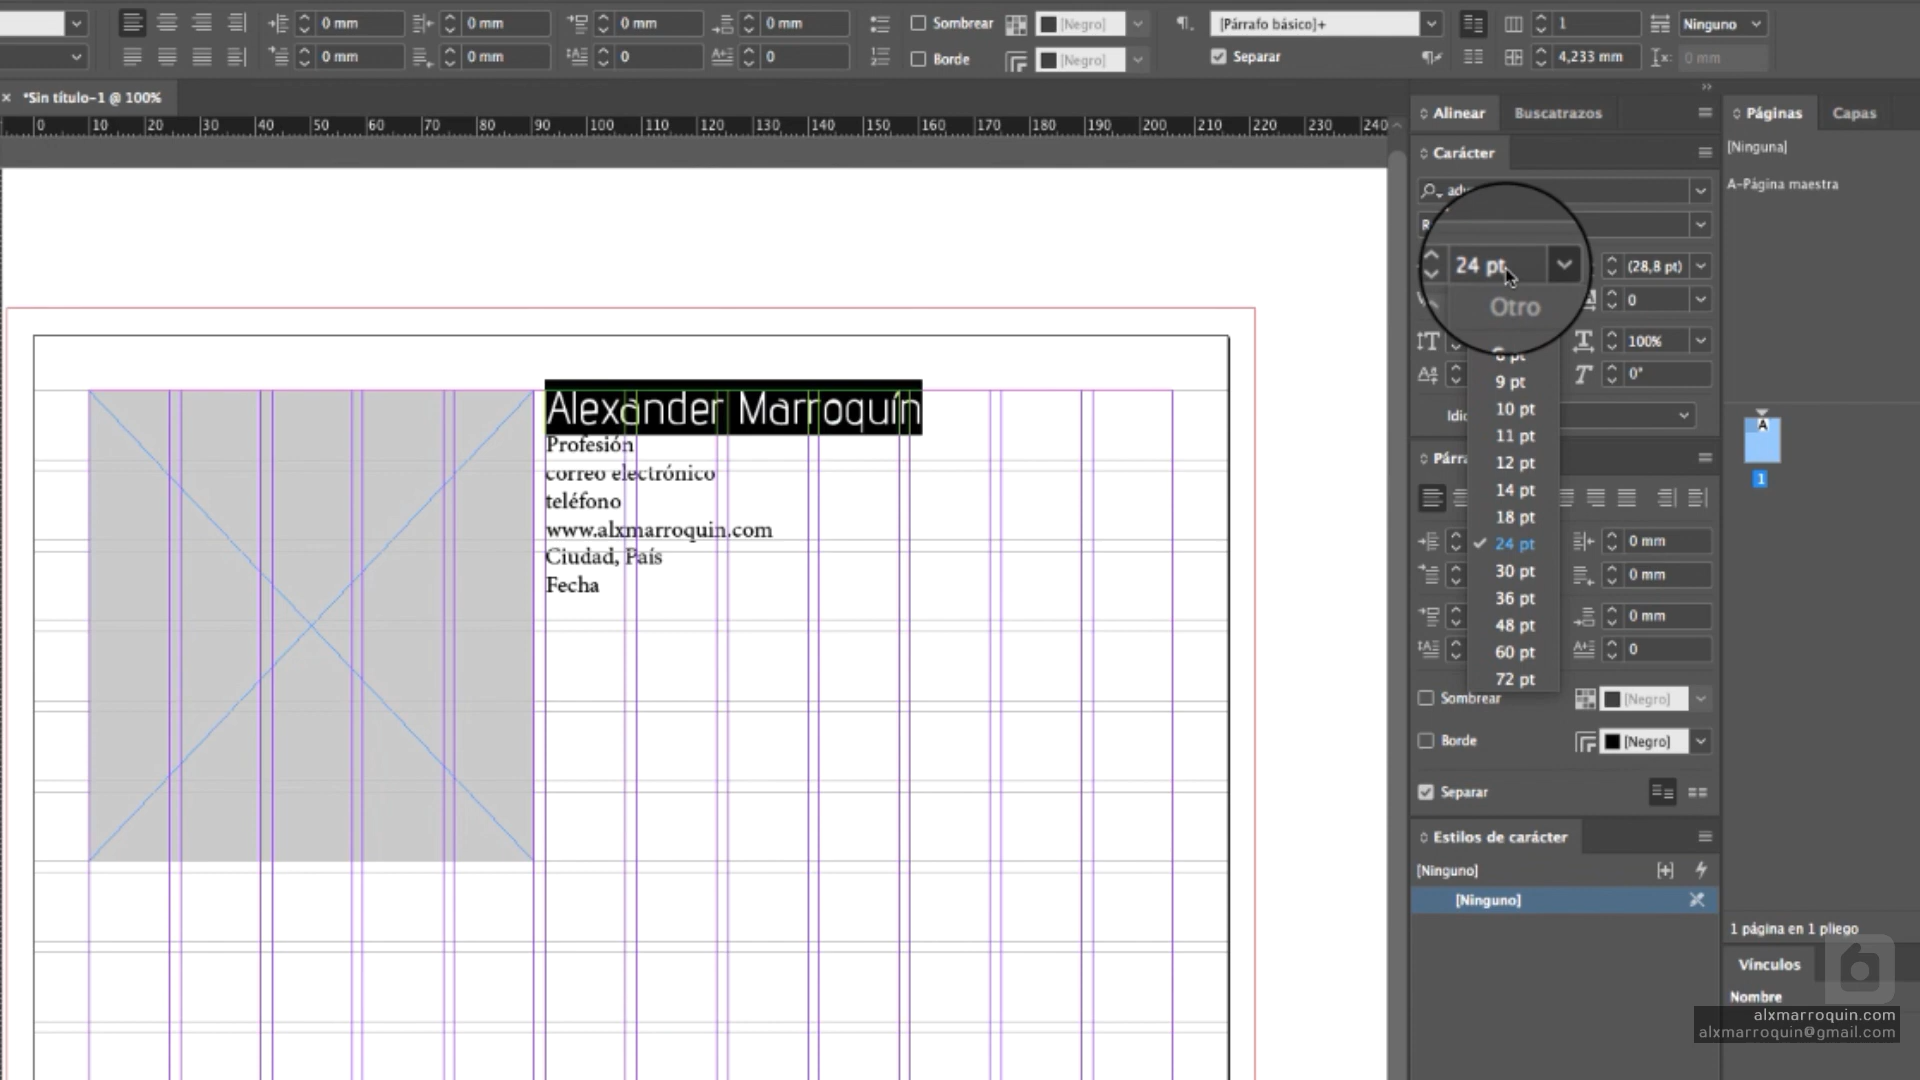 0 mm
0 mm
0 mm
0 mm
Sombrear
[Negro]
[Párrafo básico]+
1
Ninguno
0 mm
0 mm
0
0
Borde
[Negro]
Separar
4,233 mm
0 mm
*Sin título-1 @ 100%
0 10 20 30 40 50 60 70 80 90 100 110 120 130 140 150 160 170 180 190 200 210 220 230 240
Alinear
Buscatrazos
Páginas
Capas
Carácter
[Ninguna]
A-Página maestra
24 pt
(28,8 pt)
Otro
0
100%
0°
8 pt
9 pt
10 pt
11 pt
12 pt
14 pt
18 pt
24 pt
30 pt
36 pt
48 pt
60 pt
72 pt
Alexander Marroquín
Profesión
correo electrónico
teléfono
www.alxmarroquin.com
Ciudad, País
Fecha
A
1
0 mm
0 mm
0 mm
0
Sombrear
[Negro]
Borde
[Negro]
Separar
Estilos de carácter
[Ninguno]
[Ninguno]
1 página en 1 pliego
Vínculos
Nombre
alxmarroquin.com
alxmarroquin@gmail.com